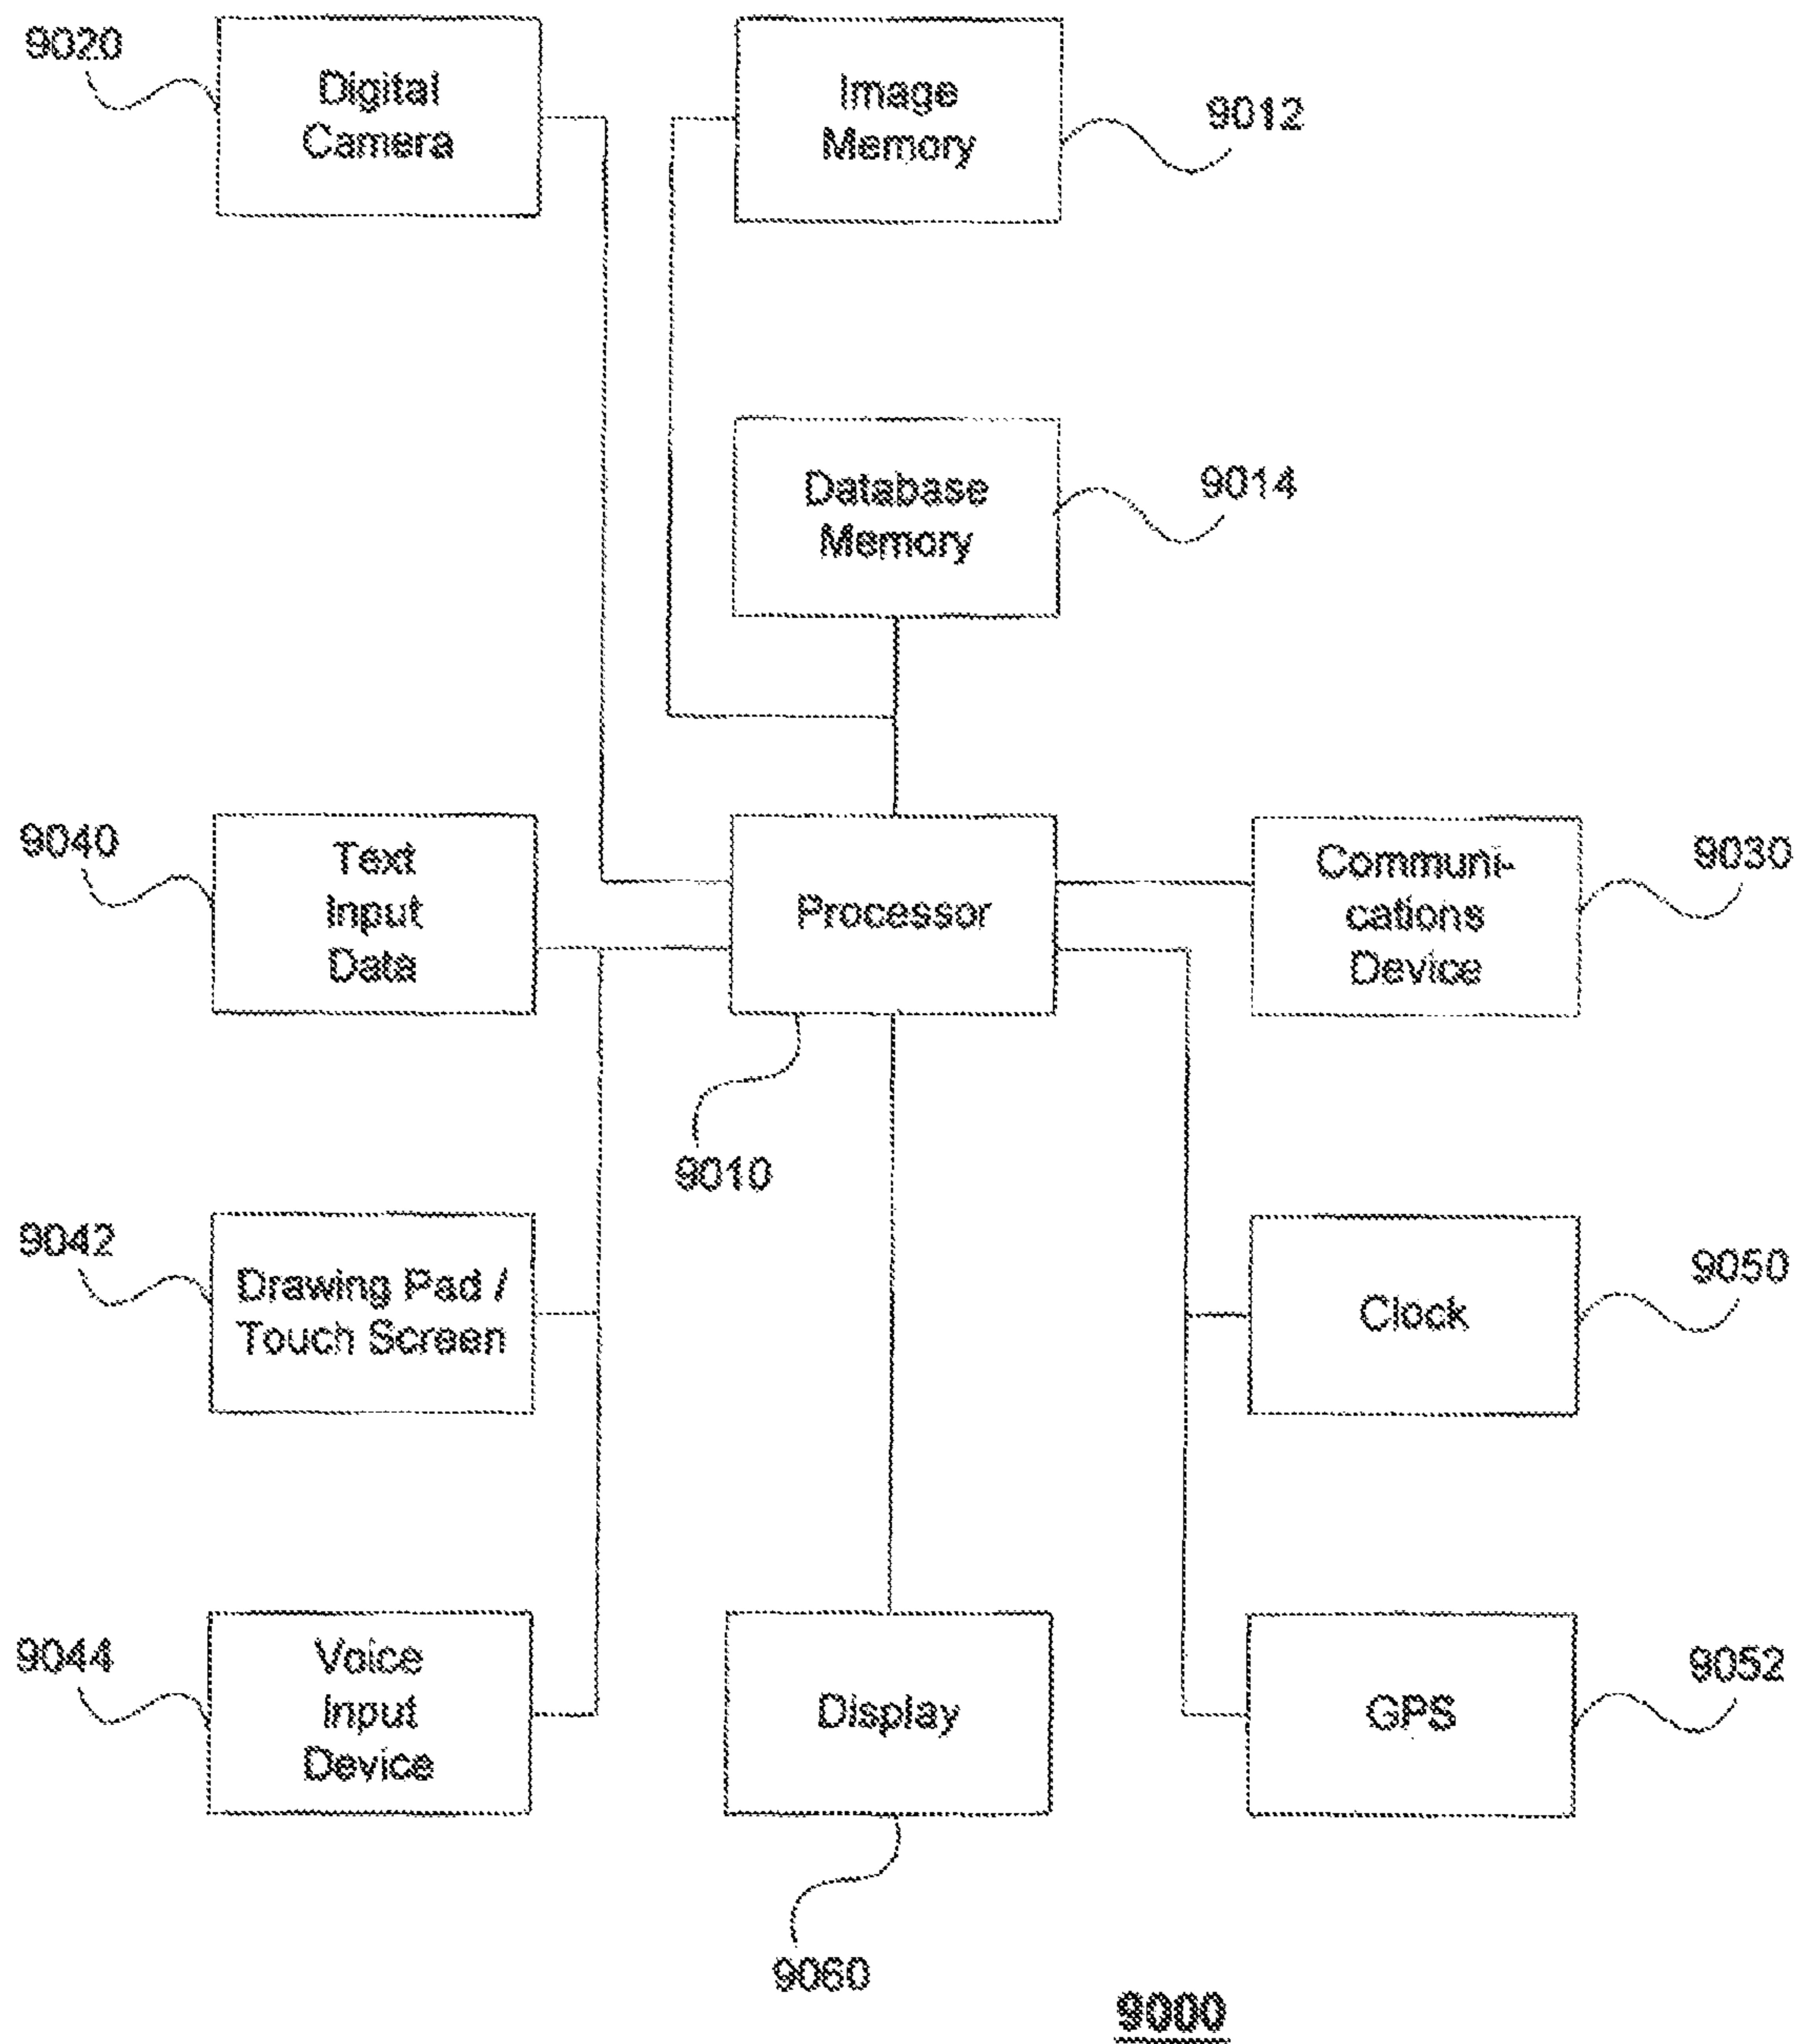 9020
Digital
Camera
Image
Memory
9012
Database
Memory
9014
9040
Text
Input
Data
Processor
9010
Communi-
cations
Device
9030
9042
Drawing Pad /
Touch Screen
Clock
9050
9044
Voice
Input
Device
Display
9060
GPS
9052
9000